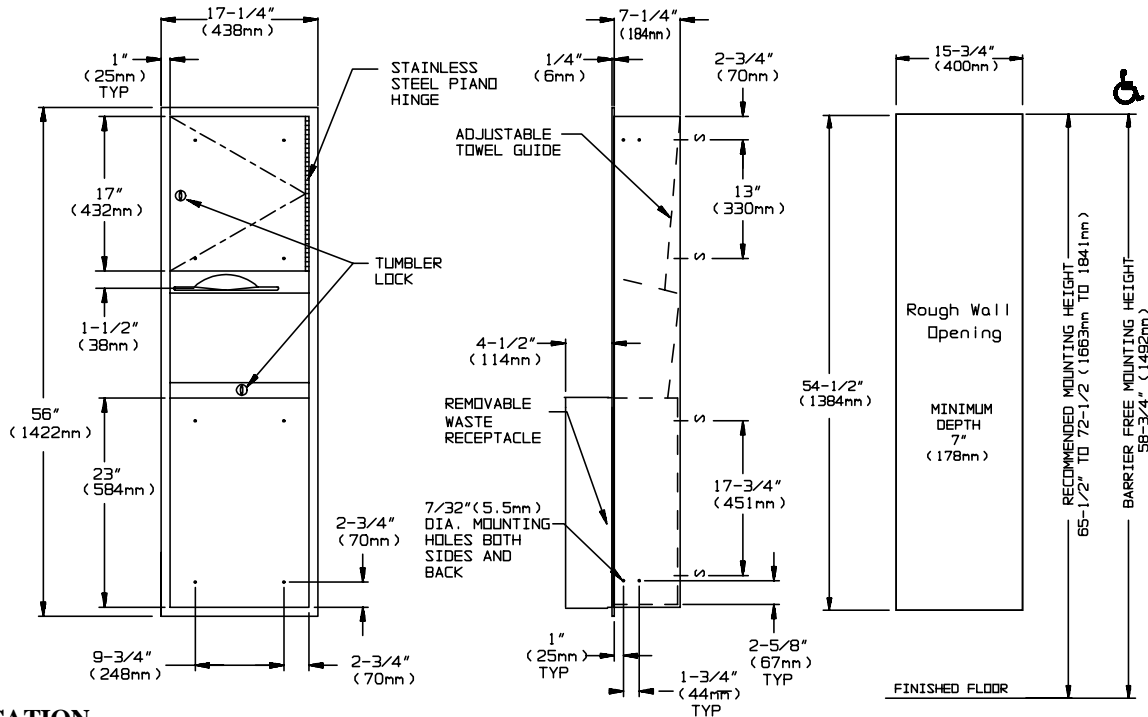 17-1/4"
(438mm)
1"
(25mm)
TYP
STAINLESS
STEEL PIANO
HINGE
17"
(432mm)
TUMBLER
LOCK
1-1/2"
(38mm)
56"
(1422mm)
23"
(584mm)
2-3/4"
(70mm)
9-3/4"
(248mm)
2-3/4"
(70mm)
7-1/4"
(184mm)
1/4"
(6mm)
2-3/4"
(70mm)
ADJUSTABLE
TOWEL GUIDE
S
13"
(330mm)
S
4-1/2"
(114mm)
REMOVABLE
WASTE
RECEPTACLE
S
17-3/4"
(451mm)
7/32"(5.5mm)
DIA. MOUNTING
HOLES BOTH
SIDES AND
BACK
S
1"
(25mm)
TYP
1-3/4"
(44mm)
TYP
2-5/8"
(67mm)
TYP
15-3/4"
(400mm)
54-1/2"
(1384mm)
Rough Wall
Opening
MINIMUM
DEPTH
7"
(178mm)
RECOMMENDED MOUNTING HEIGHT
65-1/2" TO 72-1/2 (1663mm TO 1841mm)
BARRIER FREE MOUNTING HEIGHT
58-3/4" (1492mm)
FINISHED FLOOR